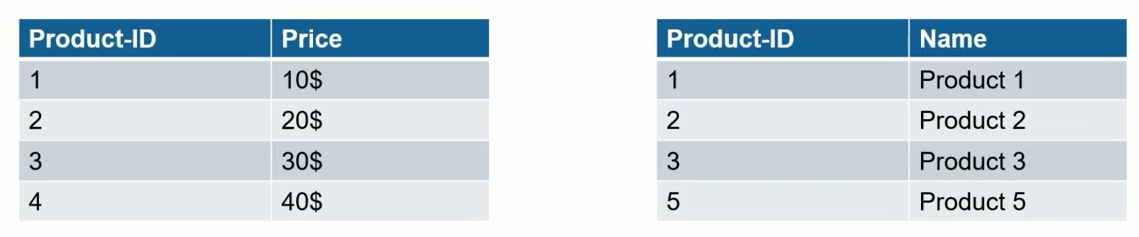 Product-ID Price
1 10$
2 20$
3 30$
4 40$
Product-ID Name
1 Product 1
2 Product 2
3 Product 3
5 Product 5